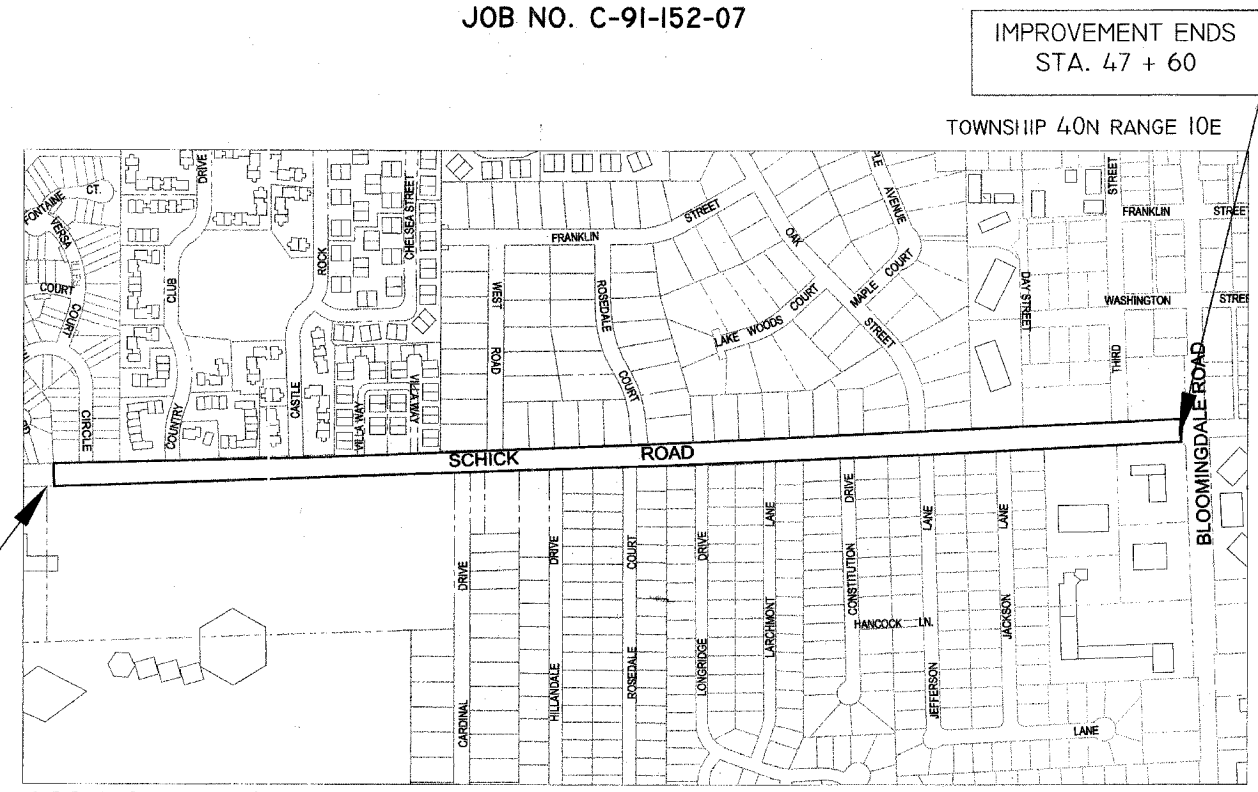 JOB NO. C-91-152-07
IMPROVEMENT ENDS
STA. 47 + 60
TOWNSHIP 40N RANGE 10E
FONTAINE
CT.
VERSA
COURT
COURT
CIRCLE
DRIVE
CLUB
COUNTRY
ROCK
CASTLE
CHELSEA STREET
VILLA WAY
VILLA WAY
FRANKLIN
STREET
WEST
ROAD
ROSEDALE
COURT
LAKE WOODS COURT
OAK
STREET
MAPLE COURT
AVENUE
DAY STREET
STREET
FRANKLIN
WASHINGTON
THIRD
BLOOMINGDALE ROAD
SCHICK ROAD
CARDINAL
DRIVE
HILLANDALE
DRIVE
ROSEDALE
COURT
LONGRIDGE
DRIVE
LARCHMONT
LANE
CONSTITUTION
DRIVE
HANCOCK LN.
JEFFERSON
LANE
JACKSON
LANE
LANE